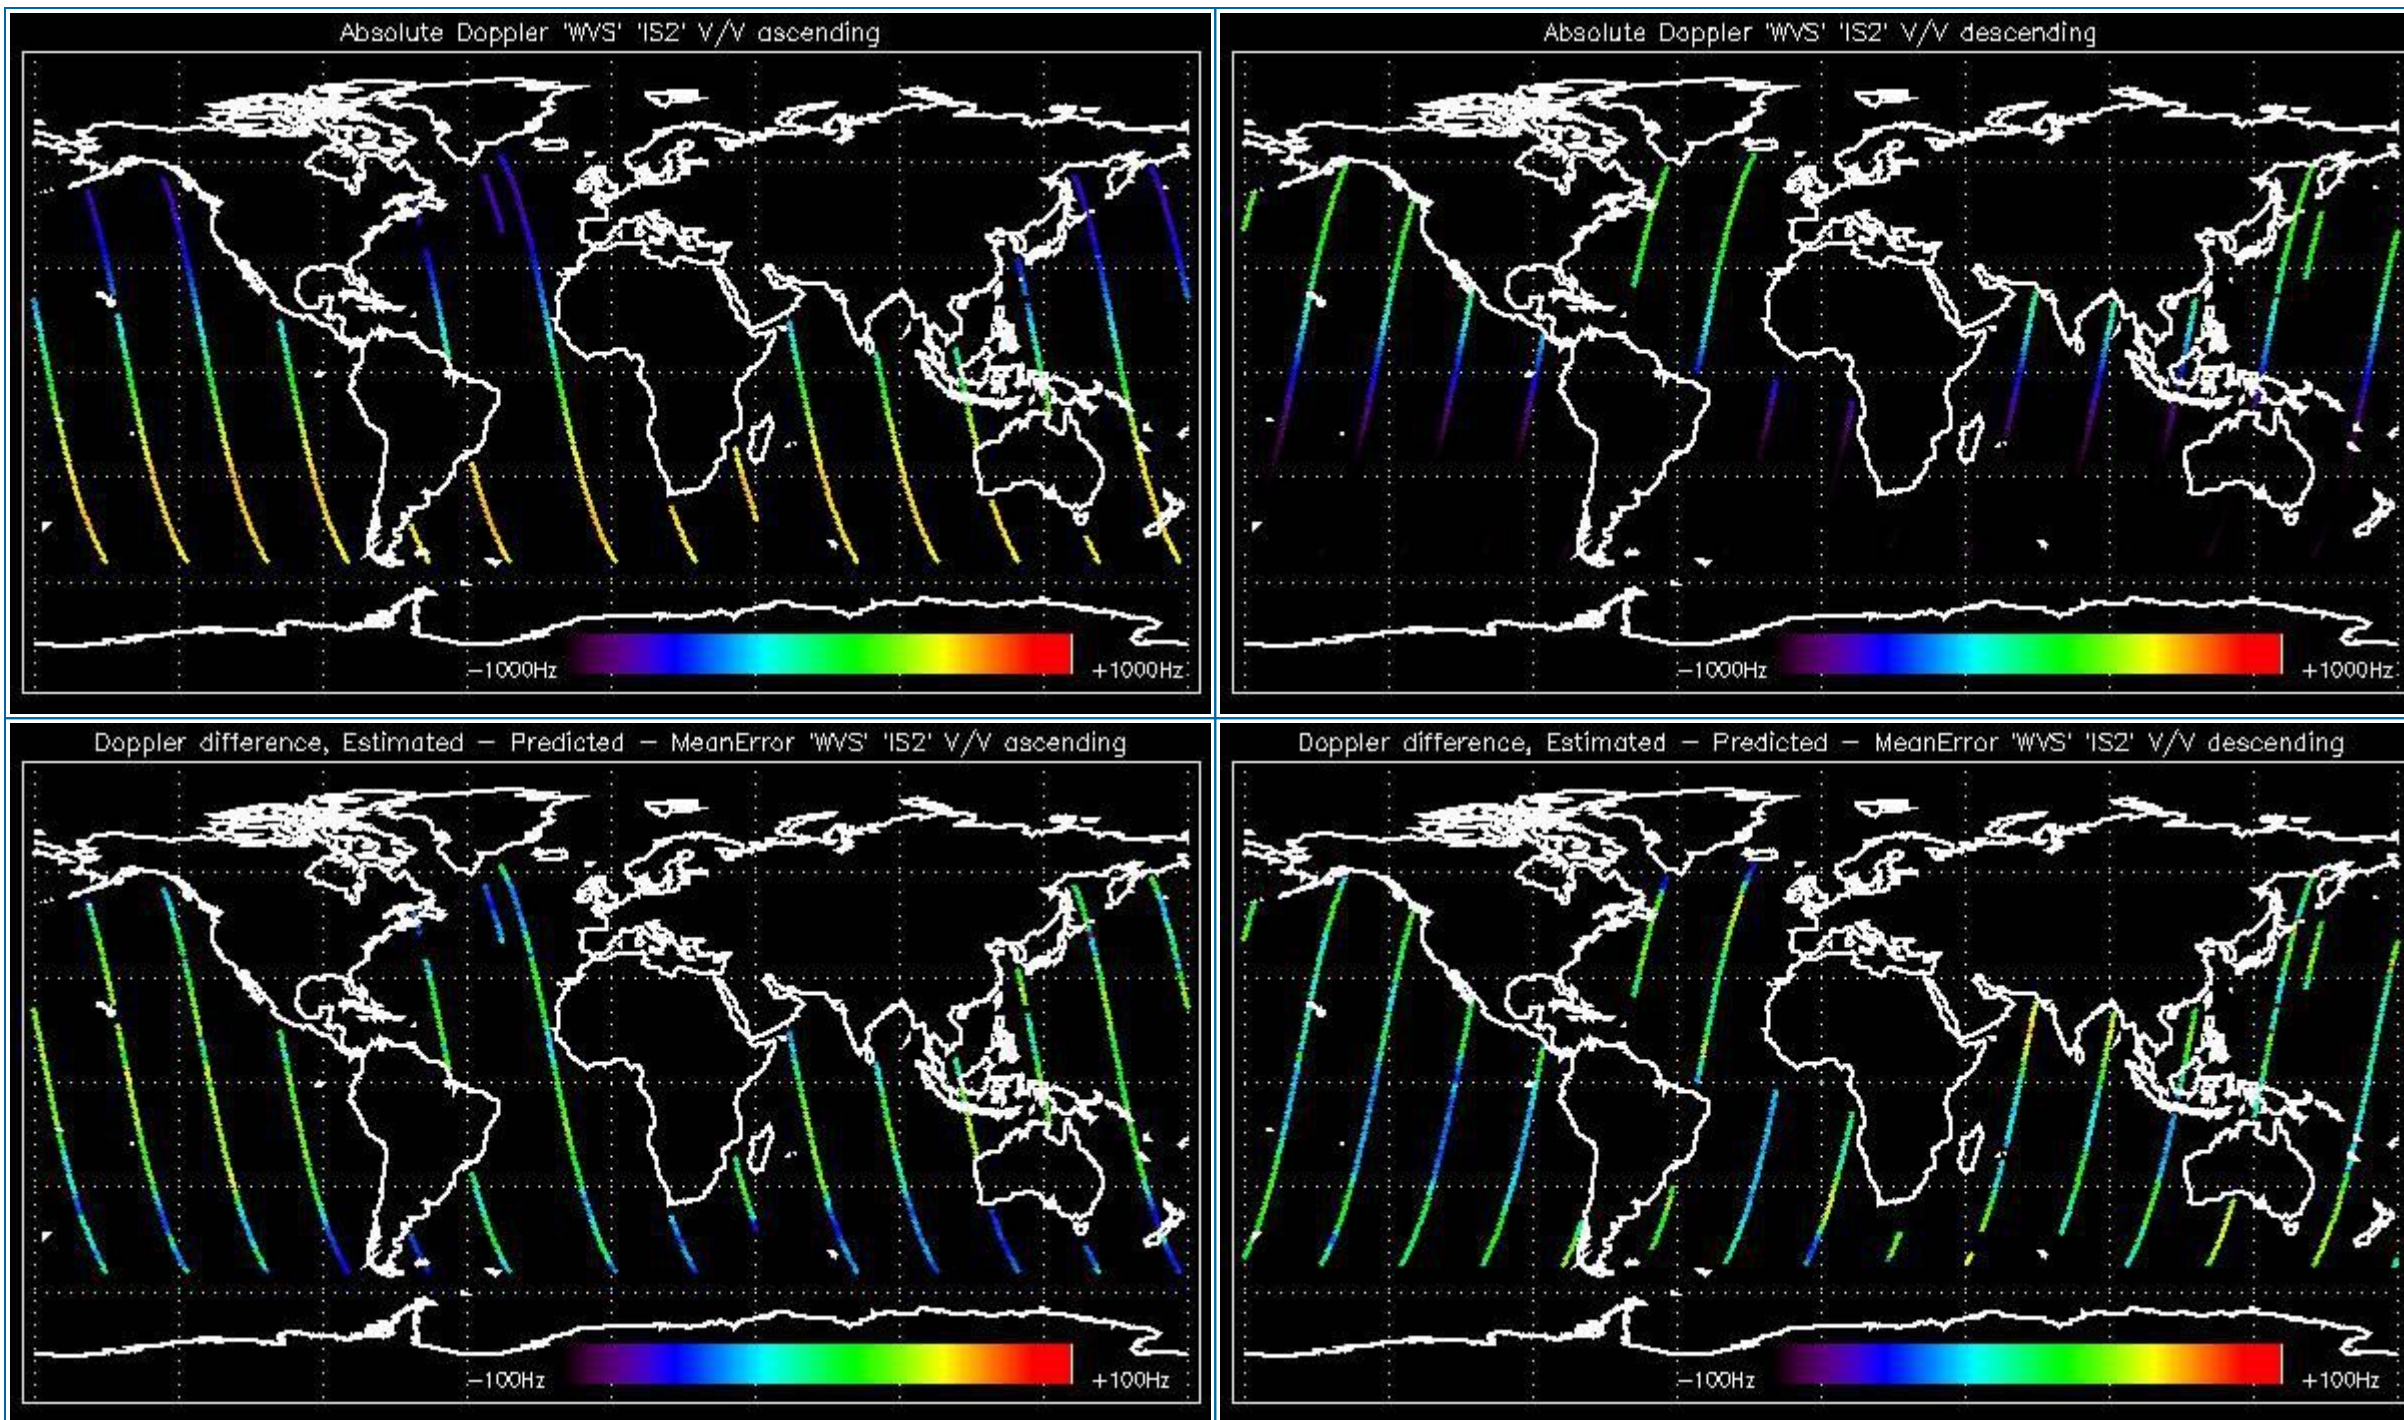 Absolute Doppler 'WVS' 'IS2' V/V ascending
-1000Hz
+1000Hz
Absolute Doppler 'WVS' 'IS2' V/V descending
-1000Hz
+1000Hz
Doppler difference, Estimated - Predicted - MeanError 'WVS' 'IS2' V/V ascending
-100Hz
+100Hz
Doppler difference, Estimated - Predicted - MeanError 'WVS' 'IS2' V/V descending
-100Hz
+100Hz